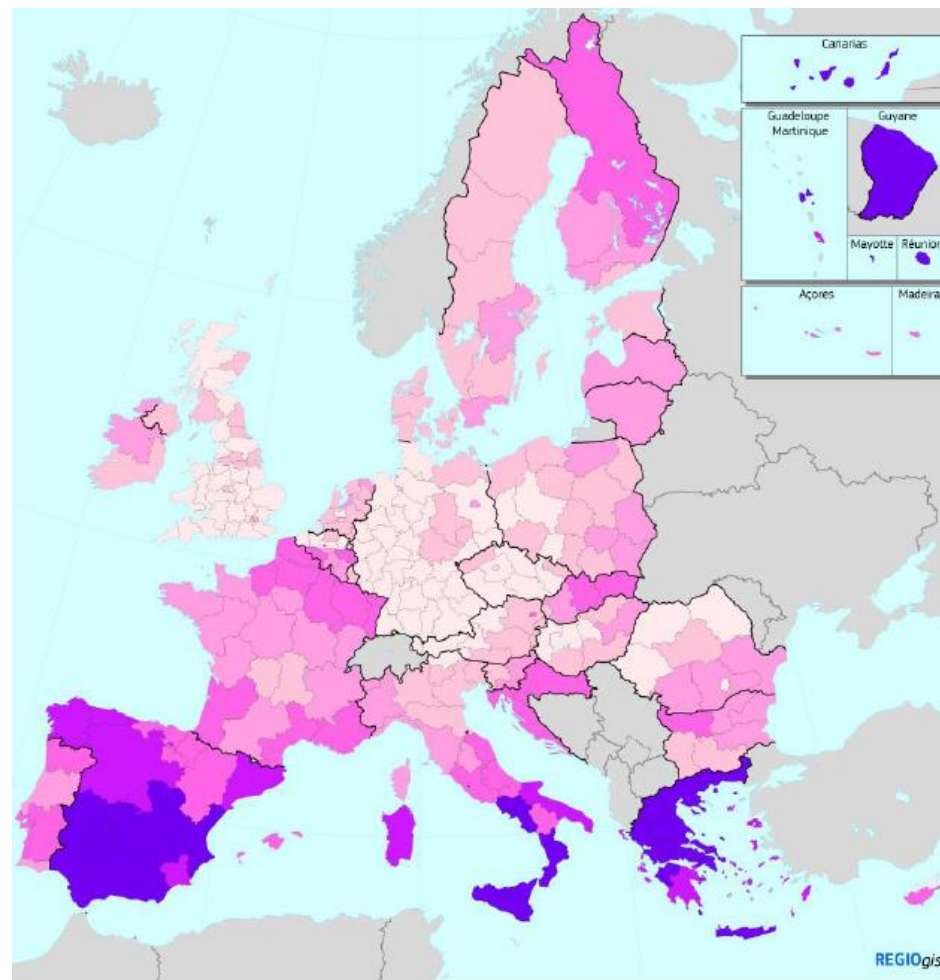 Canarias
Guadeloupe
Martinique
Guyane
Mayotte
Réunion
Açores
Madeira
REGIOgis